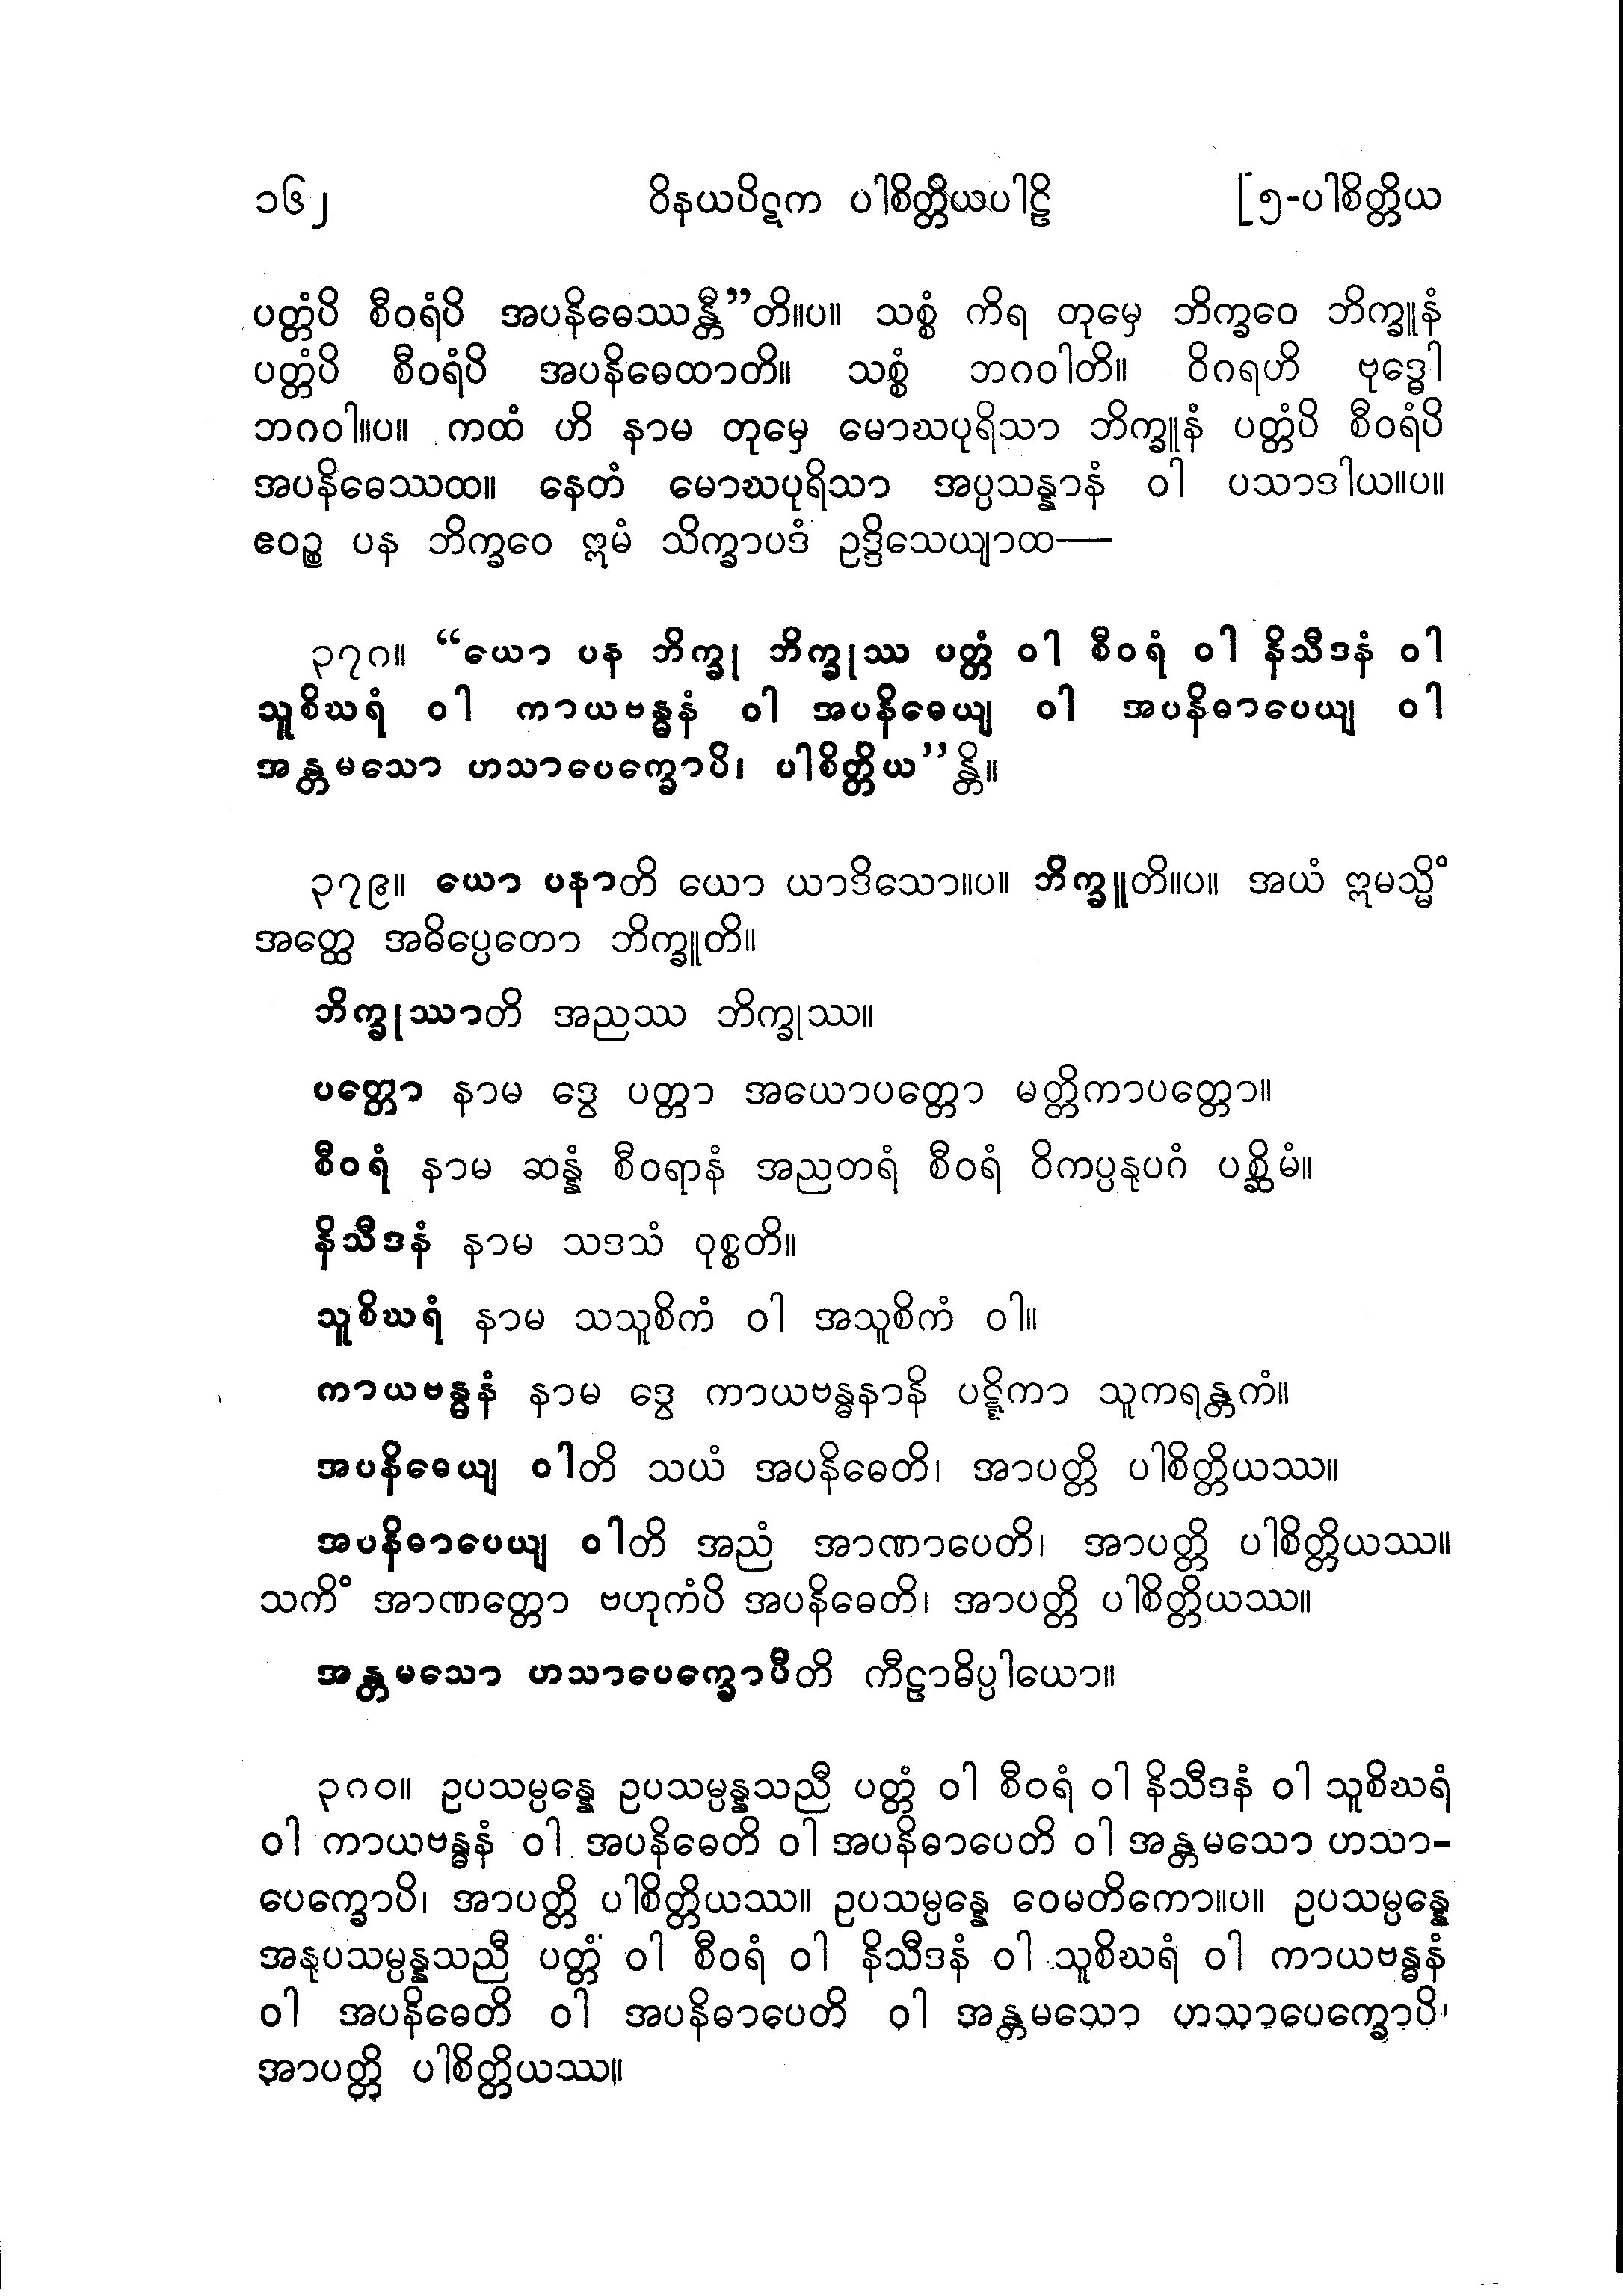 ၁၆၂ ဝိနယပိဋက ပါစိတ္တိယပါဠိ [၅-ပါစိတ္တိယ
ပတ္တံပိ စီဝရံပိ အပနိဓေဿန္တီ”တိ။ပ။ သစ္စံ ကိရ တုမှေ ဘိက္ခဝေ ဘိက္ခူနံ
ပတ္တံပိ စီဝရံပိ အပနိဓေထာတိ။ သစ္စံ ဘဂဝါတိ။ ဝိဂရဟိ ဗုဒ္ဓေါ
ဘဂဝါ။ပ။ ကထံ ဟိ နာမ တုမှေ မောဃပုရိသာ ဘိက္ခူနံ ပတ္တံပိ စီဝရံပိ
အပနိဓေဿထ။ နေတံ မောဃပုရိသာ အပ္ပသန္နာနံ ဝါ ပသာဒါယ။ပ။
ဧဝဉ္စ ပန ဘိက္ခဝေ ဣမံ သိက္ခာပဒံ ဥဒ္ဒိသေယျာထ—
၃၇၈။ “ယော ပန ဘိက္ခု ဘိက္ခုဿ ပတ္တံ ဝါ စီဝရံ ဝါ နိသီဒနံ ဝါ
သူစိဃရံ ဝါ ကာယဗန္ဓနံ ဝါ အပနိဓေယျ ဝါ အပနိဓာပေယျ ဝါ
အန္တမသော ဟသာပေက္ခောပိ၊ ပါစိတ္တိယ”န္တိ။
၃၇၉။ ယော ပနာတိ ယော ယာဒိသော။ပ။ ဘိက္ခူတိ။ပ။ အယံ ဣမသ္မိံ
အတ္ထေ အဓိပ္ပေတော ဘိက္ခူတိ။
ဘိက္ခုဿာတိ အညဿ ဘိက္ခုဿ။
ပတ္တော နာမ ဒွေ ပတ္တာ အယောပတ္တော မတ္တိကာပတ္တော။
စီဝရံ နာမ ဆန္နံ စီဝရာနံ အညတရံ စီဝရံ ဝိကပ္ပနုပဂံ ပစ္ဆိမံ။
နိသီဒနံ နာမ သဒသံ ဝုစ္စတိ။
သူစိဃရံ နာမ သသူစိကံ ဝါ အသူစိကံ ဝါ။
ကာယဗန္ဓနံ နာမ ဒွေ ကာယဗန္ဓနာနိ ပဋ္ဋိကာ သူကရန္တကံ။
အပနိဓေယျ ဝါတိ သယံ အပနိဓေတိ၊ အာပတ္တိ ပါစိတ္တိယဿ။
အပနိဓာပေယျ ဝါတိ အညံ အာဏာပေတိ၊ အာပတ္တိ ပါစိတ္တိယဿ။
သကိံ အာဏတ္တော ဗဟုကံပိ အပနိဓေတိ၊ အာပတ္တိ ပါစိတ္တိယဿ။
အန္တမသော ဟသာပေက္ခောပီတိ ကီဠာဓိပ္ပါယော။
၃၈၀။ ဥပသမ္ပန္နေ ဥပသမ္ပန္နသညီ ပတ္တံ ဝါ စီဝရံ ဝါ နိသီဒနံ ဝါ သူစိဃရံ
ဝါ ကာယဗန္ဓနံ ဝါ အပနိဓေတိ ဝါ အပနိဓာပေတိ ဝါ အန္တမသော ဟသာ-
ပေက္ခောပိ၊ အာပတ္တိ ပါစိတ္တိယဿ။ ဥပသမ္ပန္နေ ဝေမတိကော။ပ။ ဥပသမ္ပန္နေ
အနုပသမ္ပန္နသညီ ပတ္တံ ဝါ စီဝရံ ဝါ နိသီဒနံ ဝါ သူစိဃရံ ဝါ ကာယဗန္ဓနံ
ဝါ အပနိဓေတိ ဝါ အပနိဓာပေတိ ဝါ အန္တမသော ဟသာပေက္ခောပိ၊
အာပတ္တိ ပါစိတ္တိယဿ။